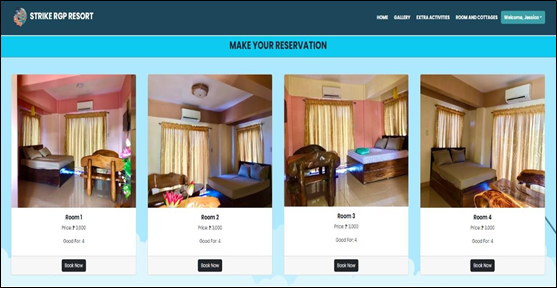 STRIKE RGP RESORT
HOME GALLERY EXTRA ACTIVITIES ROOM AND COTTAGES Welcome, Jessica
MAKE YOUR RESERVATION
Room 1
Price: ₱ 3,000
Good For: 4
Book Now
Room 2
Price: ₱ 2,000
Good For: 4
Book Now
Room 3
Price: ₱ 3,000
Good For: 4
Book Now
Room 4
Price: ₱ 3,000
Good For: 4
Book Now